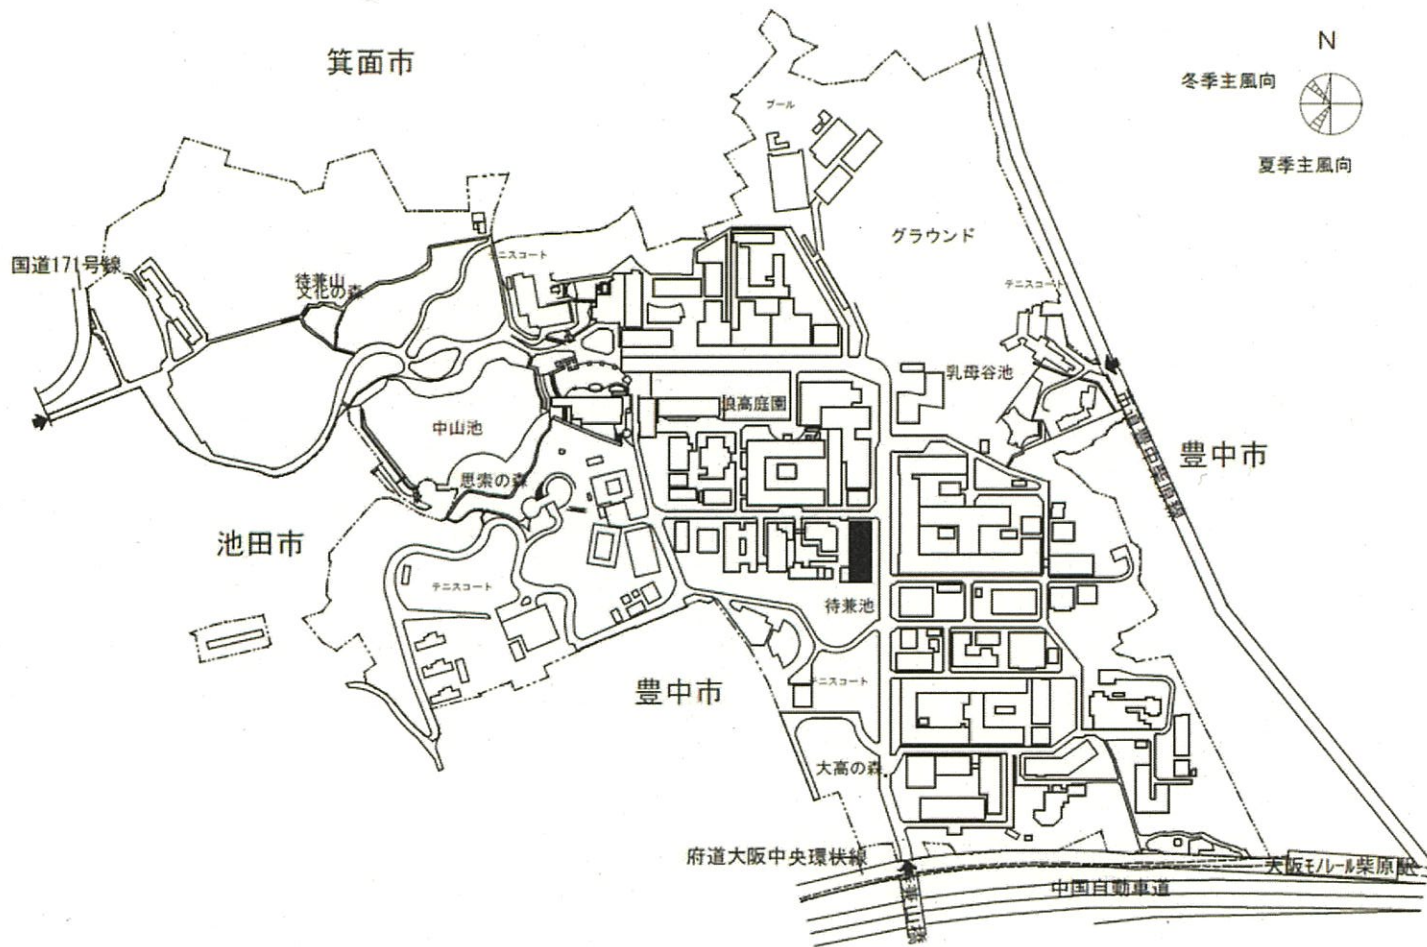 箕面市
N
冬季主風向
プール
夏季主風向
グラウンド
国道171号線
テニスコート
待兼山
文化の森
テニスコート
乳母谷池
浪高庭園
中山池
豊中市
思索の森
池田市
テニスコート
待兼池
豊中市
テニスコート
大高の森
府道大阪中央環状線
大阪モノレール柴原駅
中国自動車道